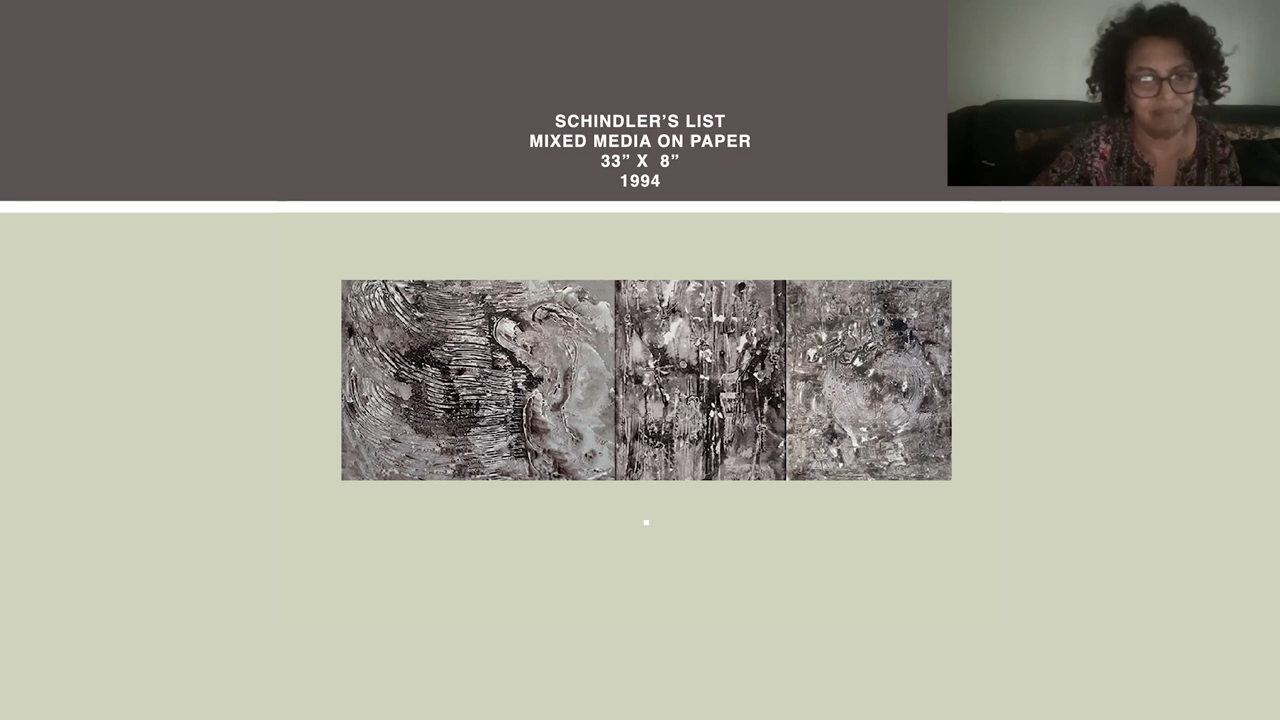 SCHINDLER’S LIST
MIXED MEDIA ON PAPER
33” X  8”
1994